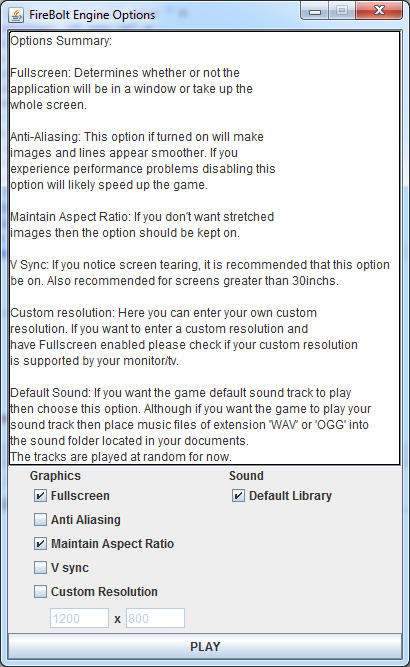 FireBolt Engine Options
Options Summary:
Fullscreen: Determines whether or not the
application will be in a window or take up the
whole screen.
Anti-Aliasing: This option if turned on will make
images and lines appear smoother. If you
experience performance problems disabling this
option will likely speed up the game.
Maintain Aspect Ratio: If you don't want stretched
images then the option should be kept on.
V Sync: If you notice screen tearing, it is recommended that this option
be on. Also recommended for screens greater than 30inchs.
Custom resolution: Here you can enter your own custom
resolution. If you want to enter a custom resolution and
have Fullscreen enabled please check if your custom resolution
is supported by your monitor/tv.
Default Sound: If you want the game default sound track to play
then choose this option. Although if you want the game to play your
sound track then place music files of extension 'WAV' or 'OGG' into
the sound folder located in your documents.
The tracks are played at random for now.
Graphics Sound
Fullscreen Default Library
Anti Aliasing
Maintain Aspect Ratio
V sync
Custom Resolution
1200 x 800
PLAY